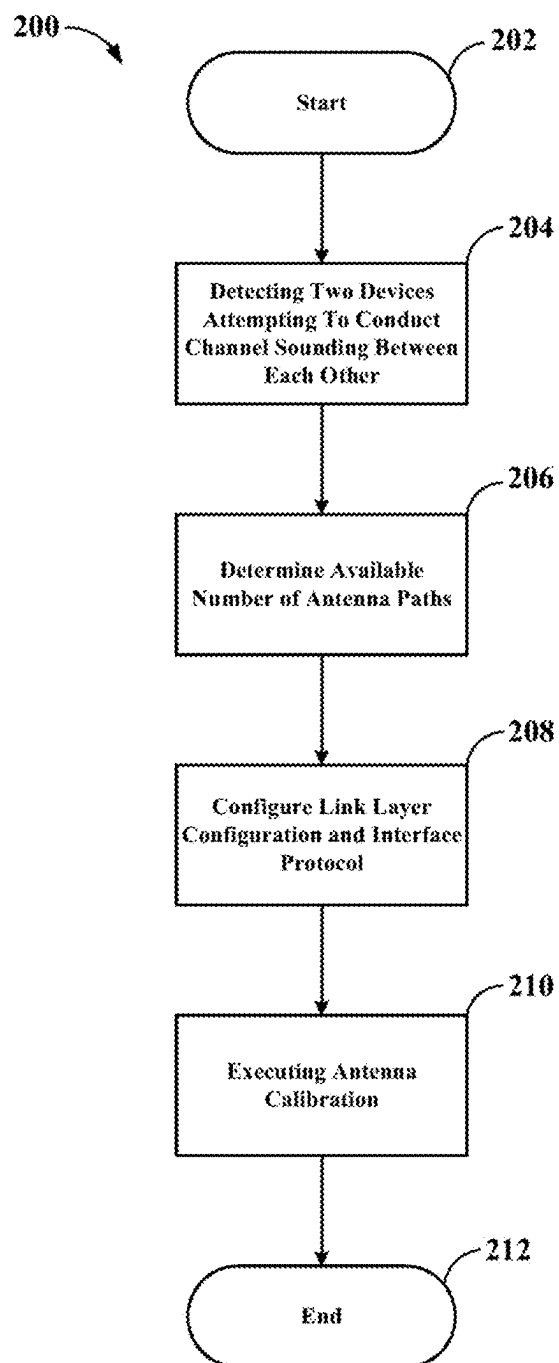 200
202
Start
204
Detecting Two Devices
Attempting To Conduct
Channel Sounding Between
Each Other
206
Determine Available
Number of Antenna Paths
208
Configure Link Layer
Configuration and Interface
Protocol
210
Executing Antenna
Calibration
212
End